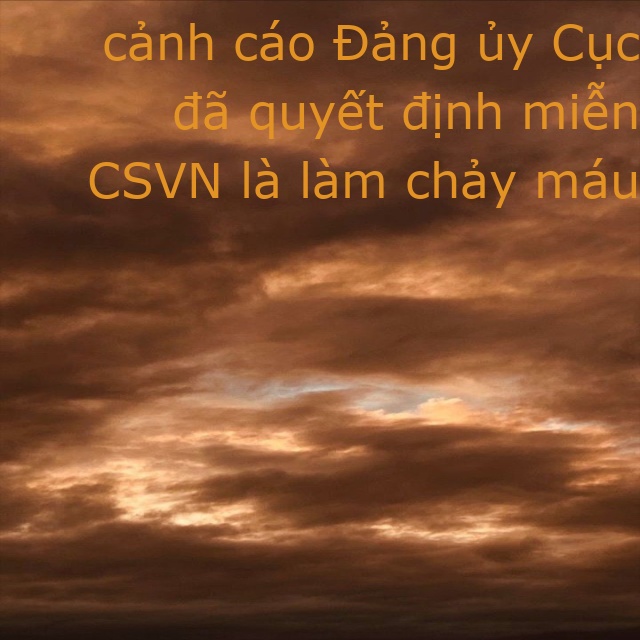 cảnh cáo Đảng ủy Cục
đã quyết định miễn
CSVN là làm chảy máu